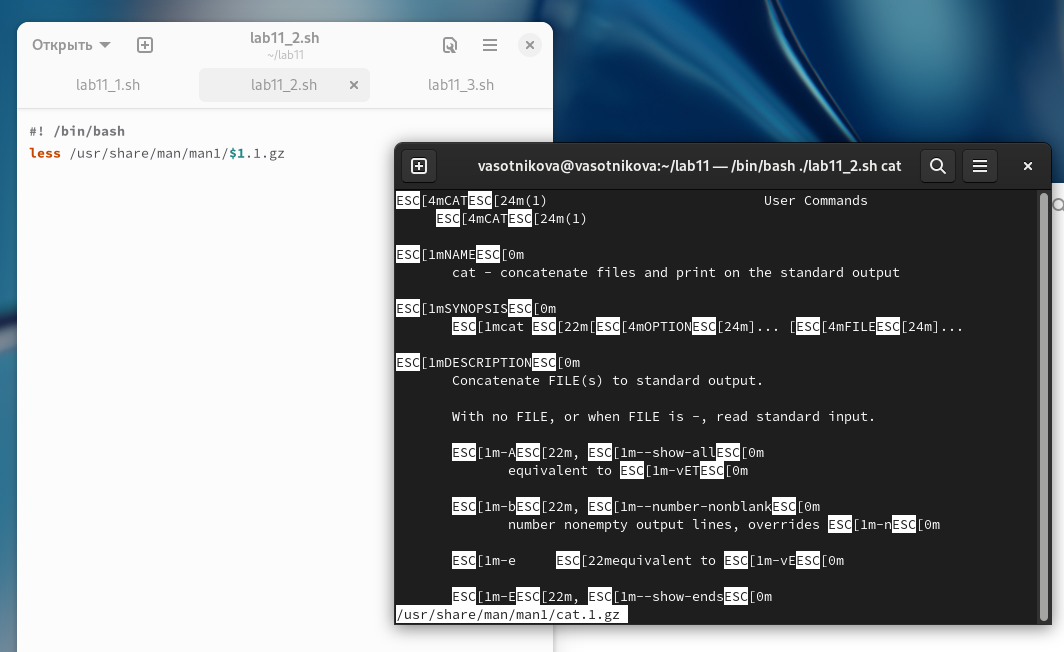 Открыть
lab11_2.sh
~/lab11
lab11_1.sh
lab11_2.sh
lab11_3.sh
#! /bin/bash
less /usr/share/man/man1/$1.1.gz
vasotnikova@vasotnikova:~/lab11 — /bin/bash ./lab11_2.sh cat
ESC[4mCATESC[24m(1) User Commands
ESC[4mCATESC[24m(1)
ESC[1mNAMEESC[0m
cat - concatenate files and print on the standard output
ESC[1mSYNOPSISESC[0m
ESC[1mcat ESC[22m[ESC[4mOPTIONESC[24m]... [ESC[4mFILEESC[24m]...
ESC[1mDESCRIPTIONESC[0m
Concatenate FILE(s) to standard output.
With no FILE, or when FILE is -, read standard input.
ESC[1m-AESC[22m, ESC[1m--show-allESC[0m
equivalent to ESC[1m-vETESC[0m
ESC[1m-bESC[22m, ESC[1m--number-nonblankESC[0m
number nonempty output lines, overrides ESC[1m-nESC[0m
ESC[1m-e ESC[22mequivalent to ESC[1m-vEESC[0m
ESC[1m-EESC[22m, ESC[1m--show-endsESC[0m
/usr/share/man/man1/cat.1.gz